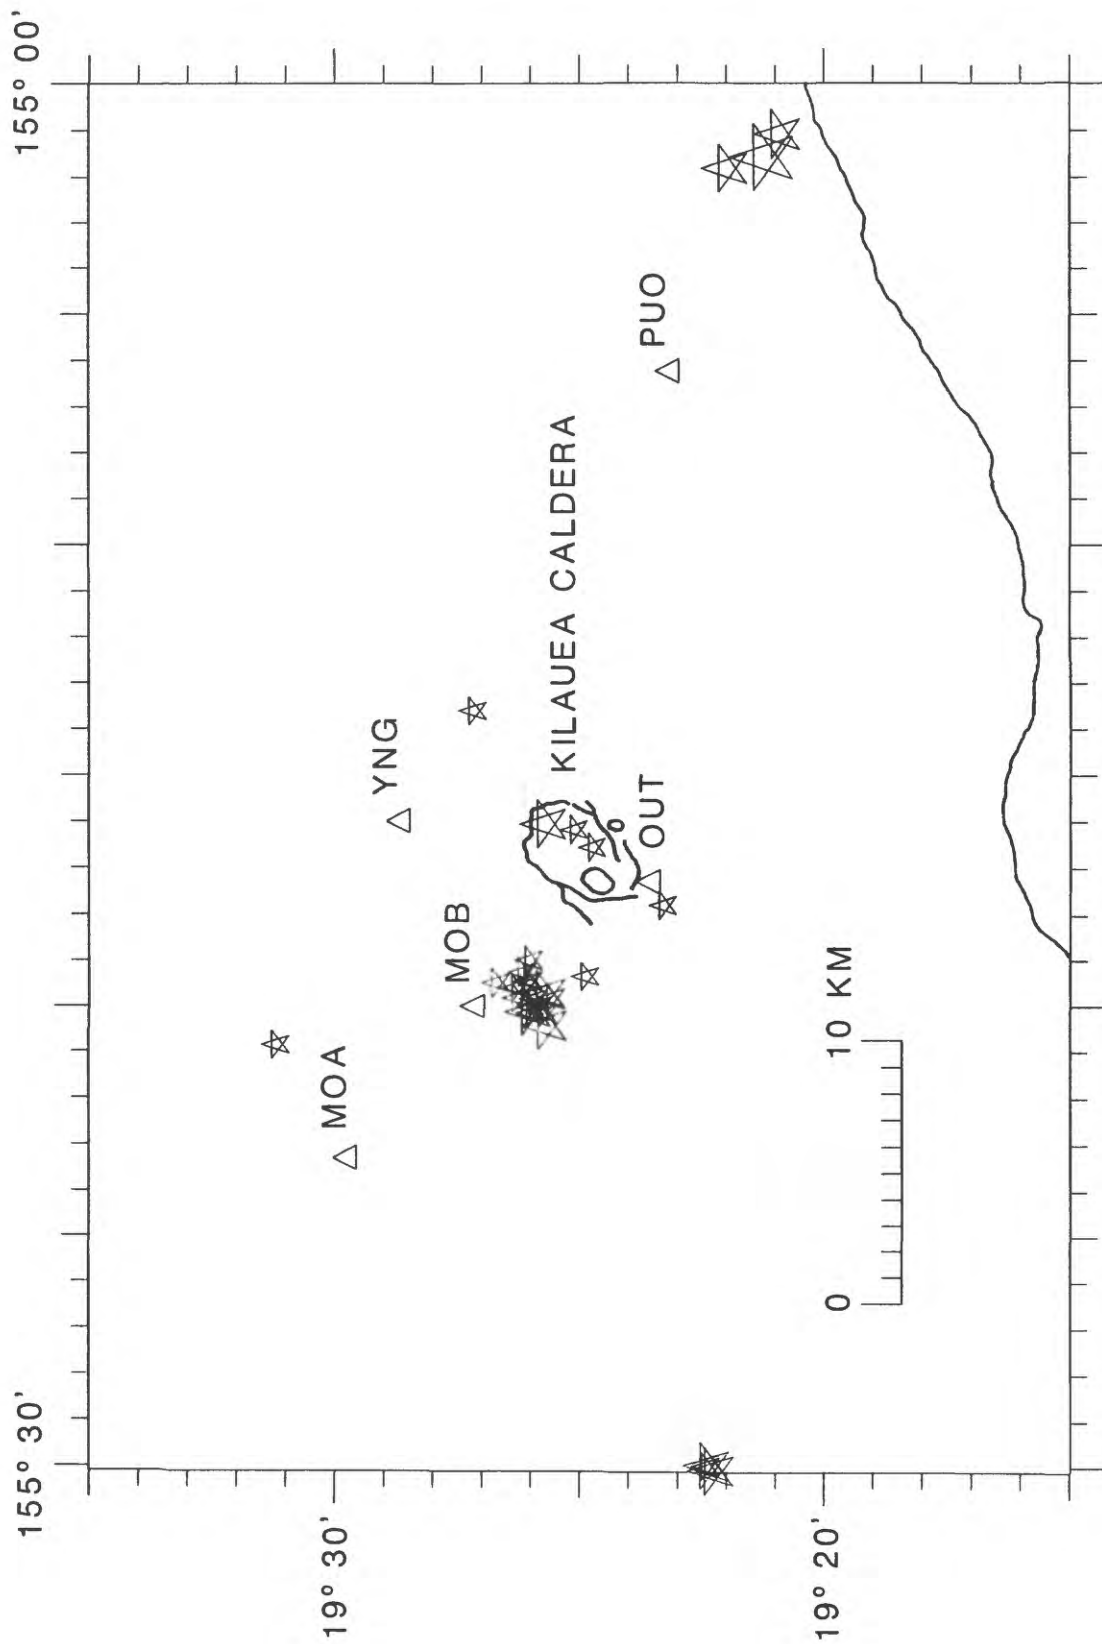 155° 30'
155° 00'
19° 30'
19° 20'
MOA
MOB
YNG
KILAUEA CALDERA
OUT
PUO
0
10 KM